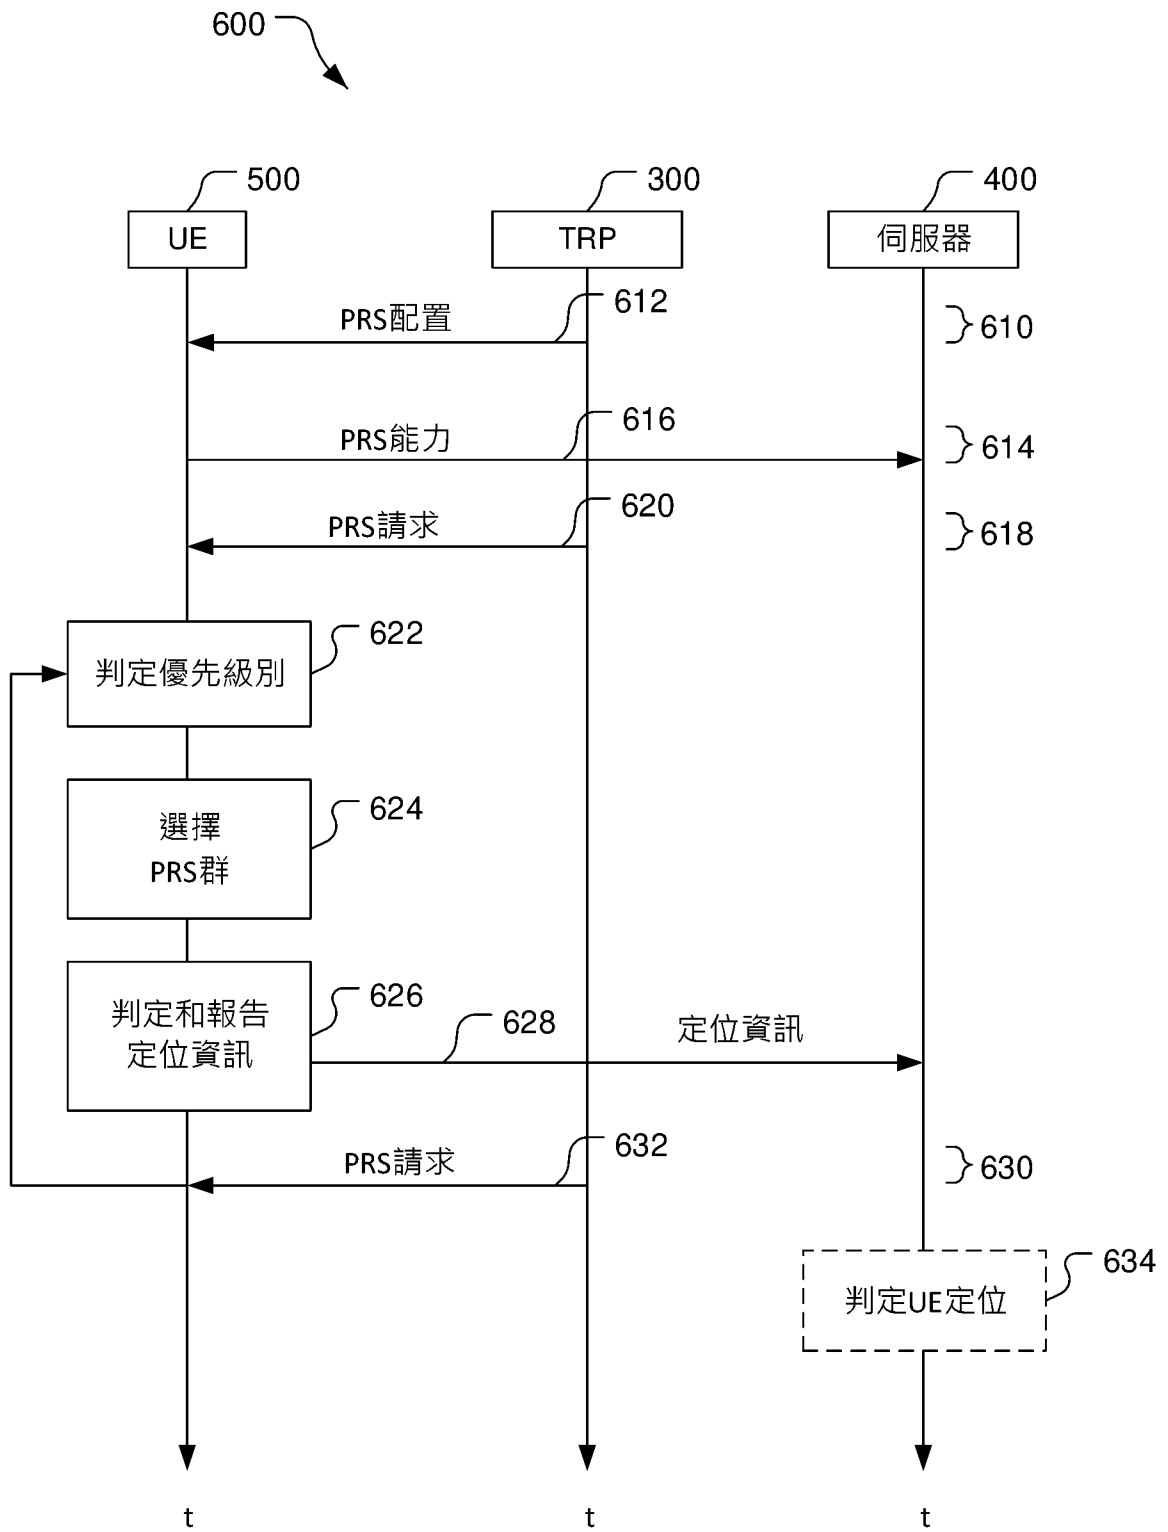 600
500
300
400
UE
TRP
伺服器
PRS配置
612
610
PRS能力
616
614
PRS請求
620
618
判定優先級別
622
選擇
PRS群
624
判定和報告
定位資訊
626
628
定位資訊
PRS請求
632
630
判定UE定位
634
t
t
t